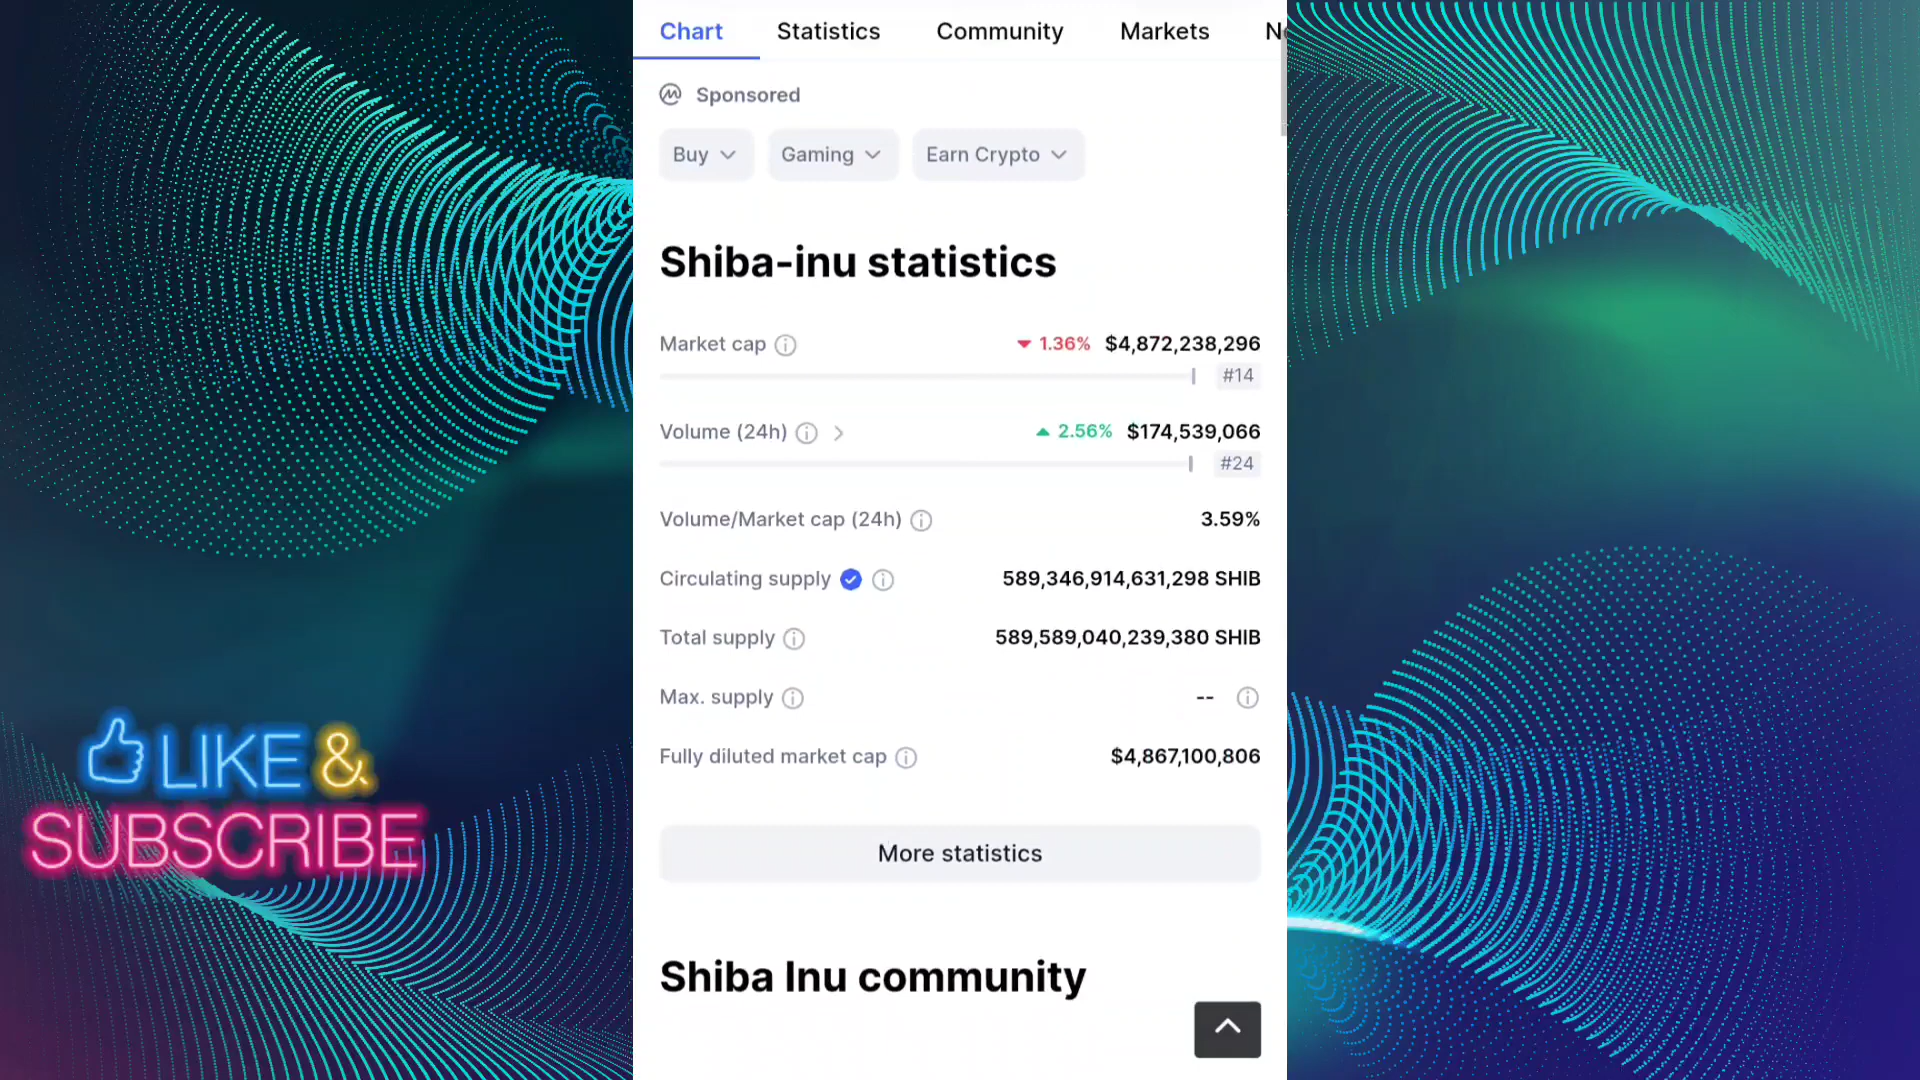 Chart Statistics Community Markets
Sponsored
Buy Gaming Earn Crypto
Shiba-inu statistics
Market cap 1.36% $4,872,238,296
#14
Volume (24h) 2.56% $174,539,066
#24
Volume/Market cap (24h) 3.59%
Circulating supply 589,346,914,631,298 SHIB
Total supply 589,589,040,239,380 SHIB
Max. supply --
Fully diluted market cap $4,867,100,806
More statistics
Shiba Inu community
LIKE &
SUBSCRIBE